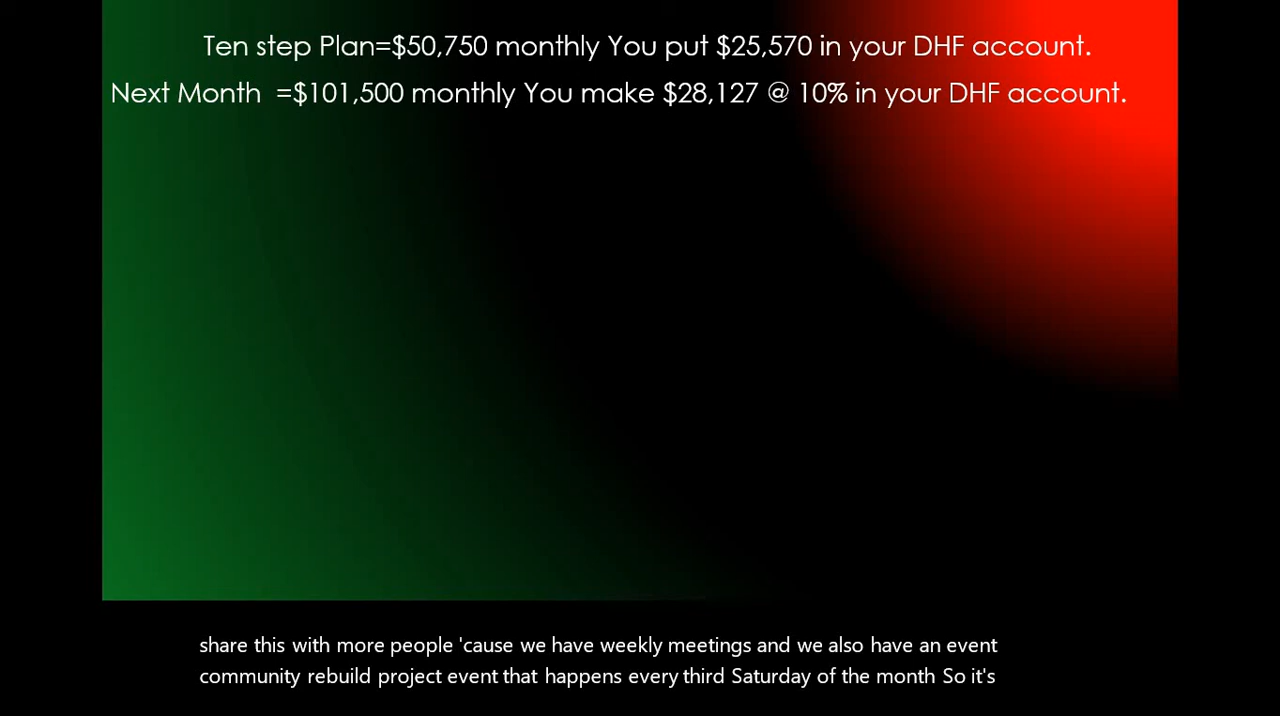 Ten step Plan=$50,750 monthly You put $25,570 in your DHF account.
Next Month =$101,500 monthly You make $28,127 @ 10% in your DHF account.
share this with more people 'cause we have weekly meetings and we also have an event
community rebuild project event that happens every third Saturday of the month So it's